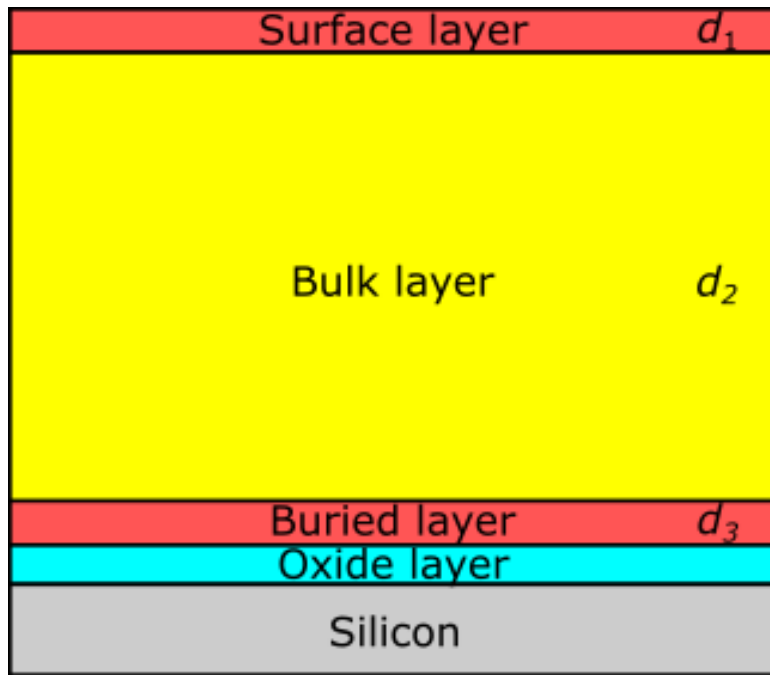 Surface layer d₁
Bulk layer d₂
Buried layer d₃
Oxide layer
Silicon